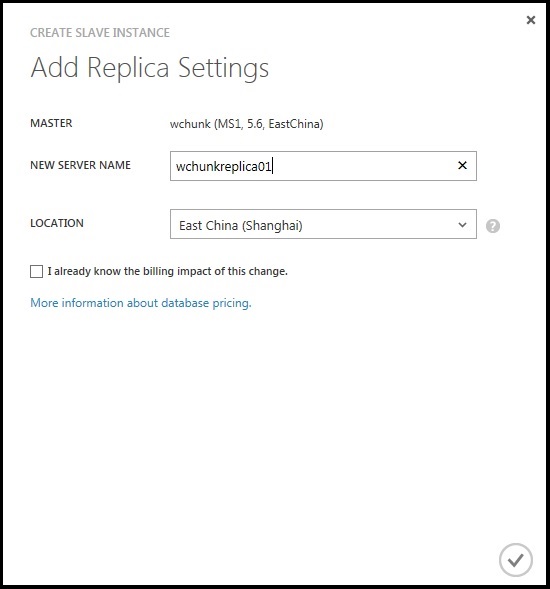 CREATE SLAVE INSTANCE
Add Replica Settings
MASTER wchunk (MS1, 5.6, EastChina)
NEW SERVER NAME wchunkreplica01
LOCATION East China (Shanghai)
I already know the billing impact of this change.
More information about database pricing.